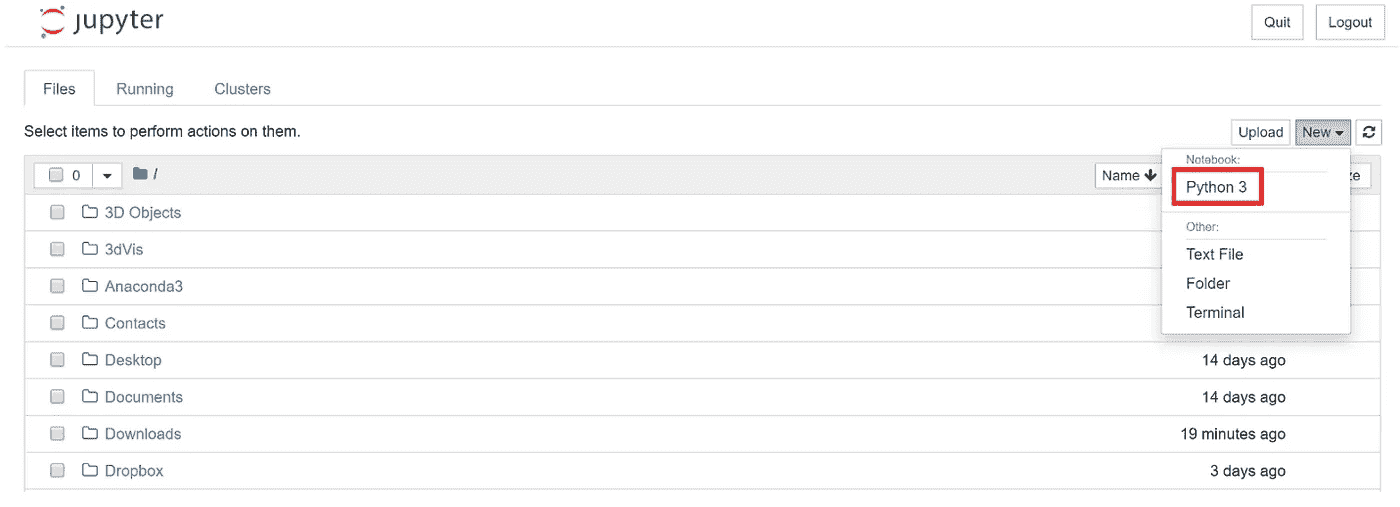 jupyter
Quit Logout
Files Running Clusters
Select items to perform actions on them.
Upload New
0 / Name
Notebook:
Python 3
Other:
Text File
Folder
Terminal
3D Objects
3dVis
Anaconda3
Contacts
Desktop 14 days ago
Documents 14 days ago
Downloads 19 minutes ago
Dropbox 3 days ago